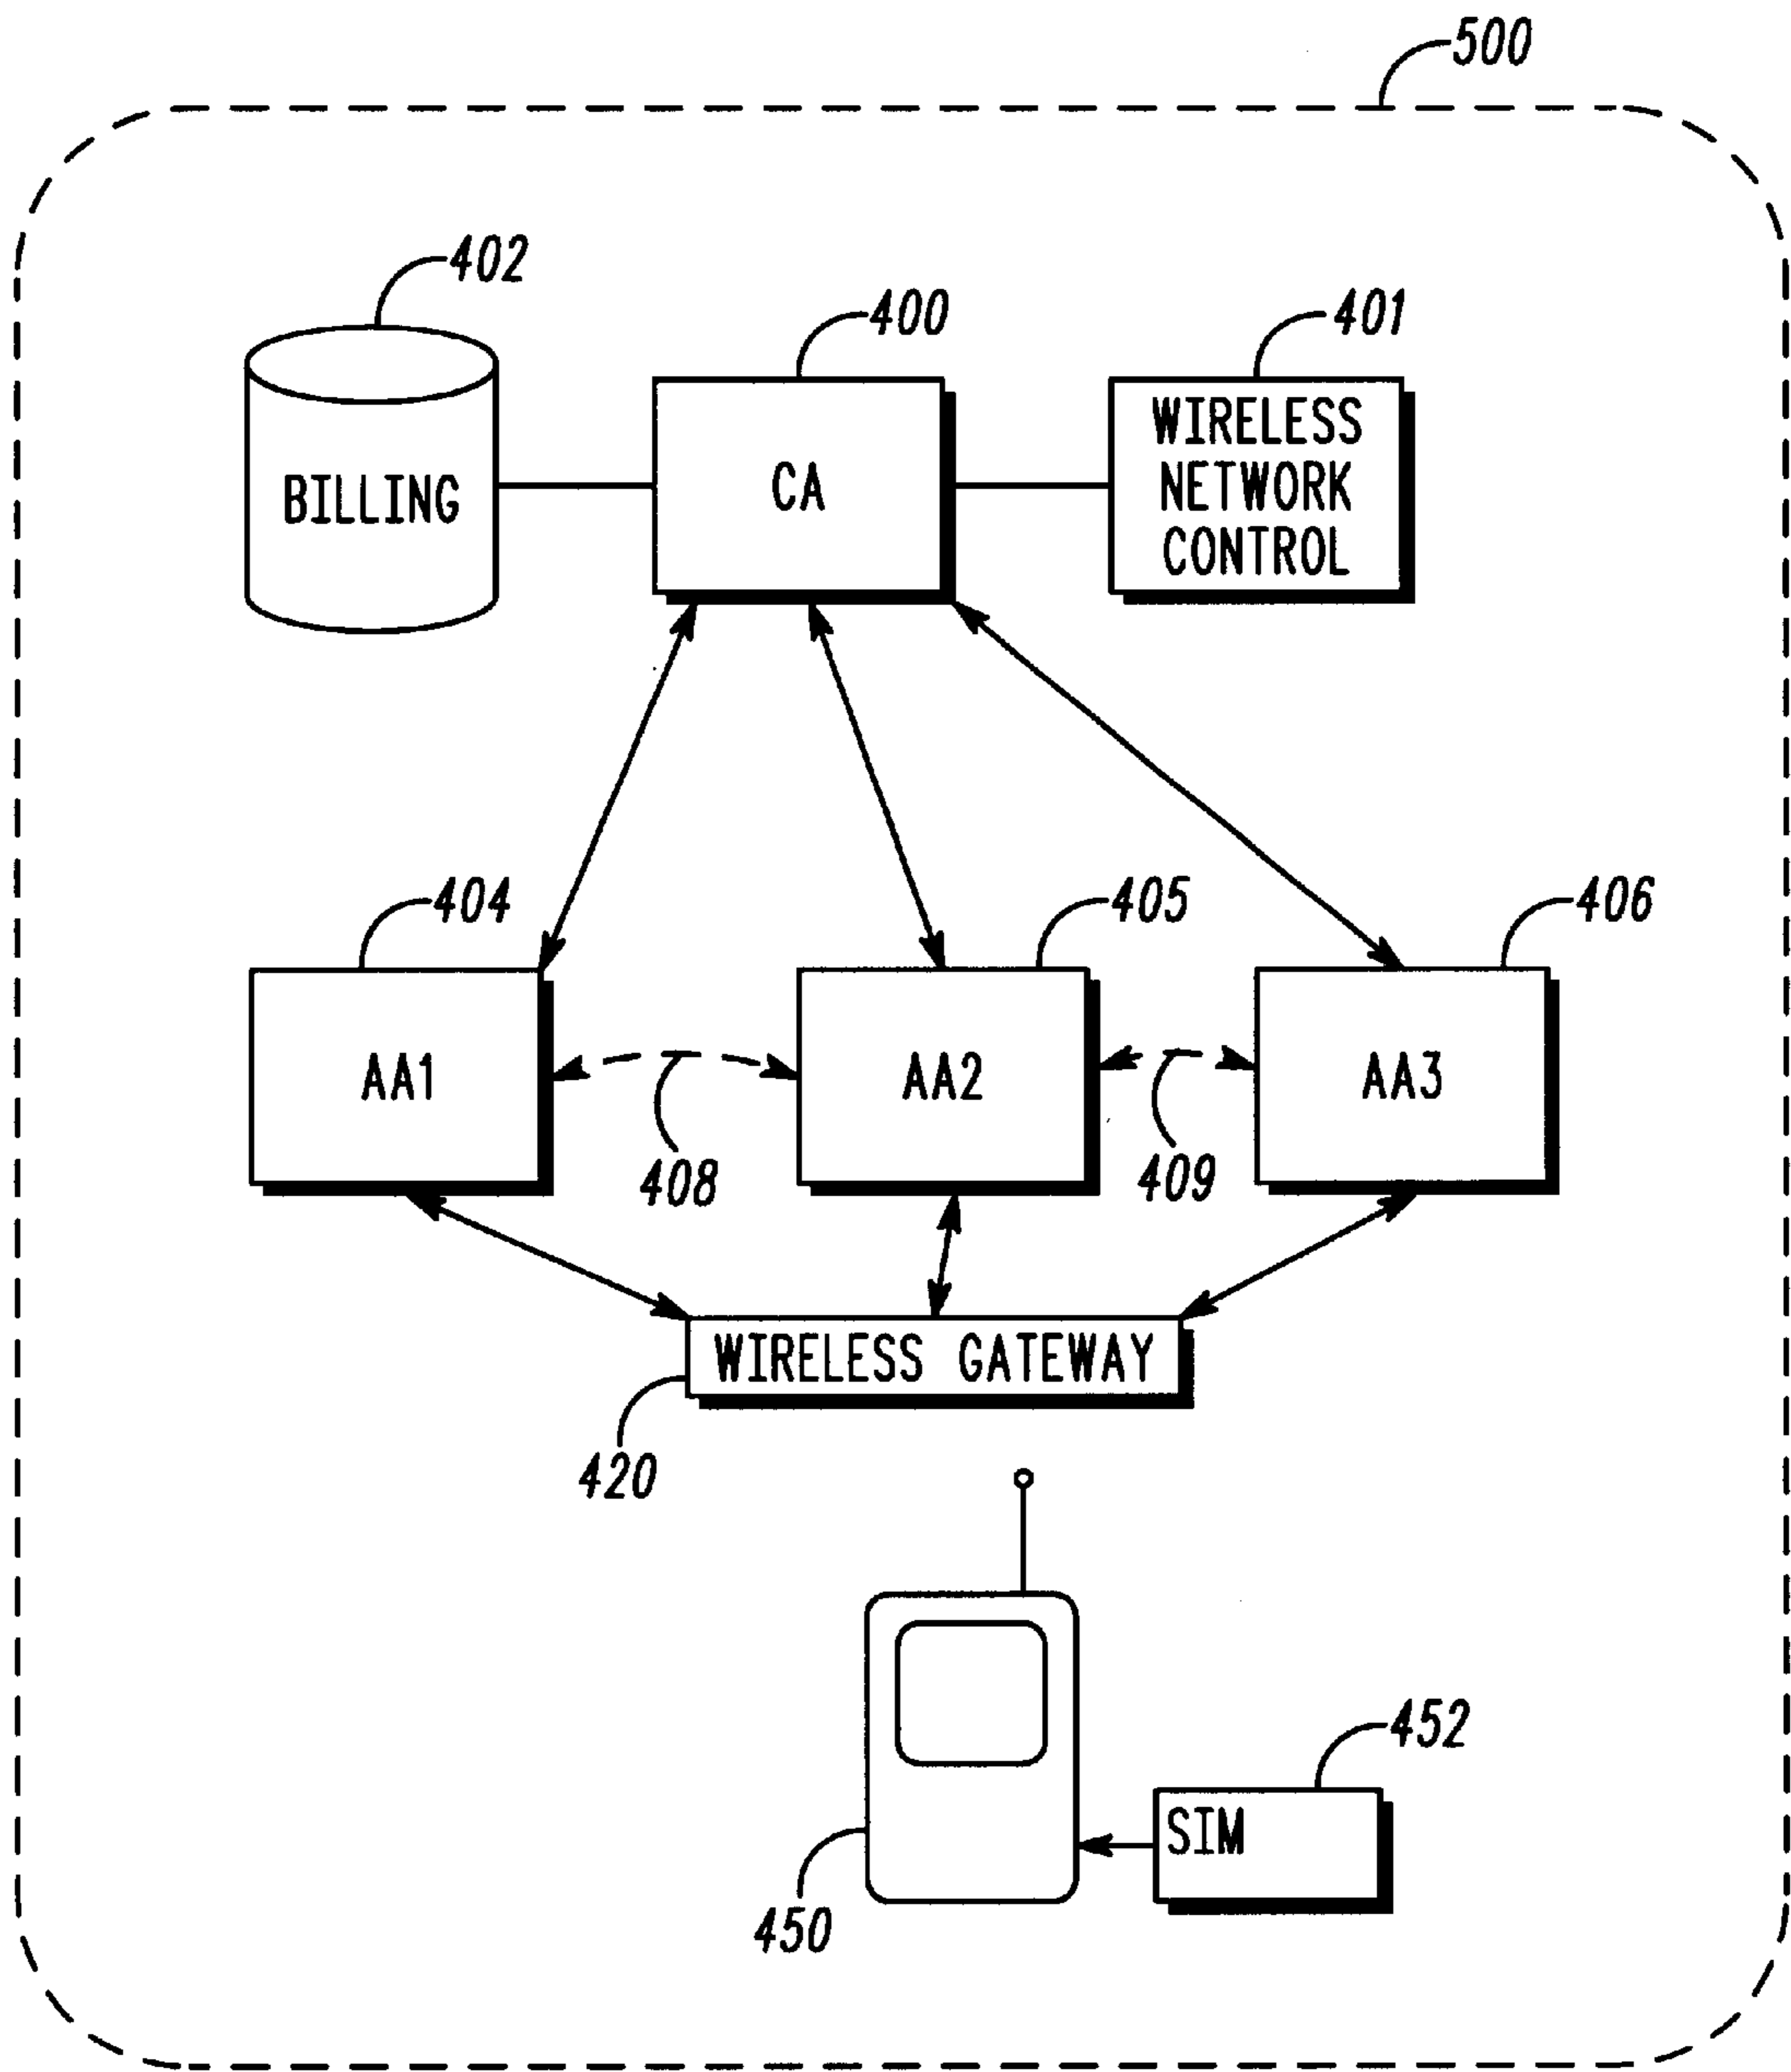 500
402
400
401
BILLING
CA
WIRELESS
NETWORK
CONTROL
404
405
406
AA1
AA2
AA3
408
409
WIRELESS GATEWAY
420
452
SIM
450